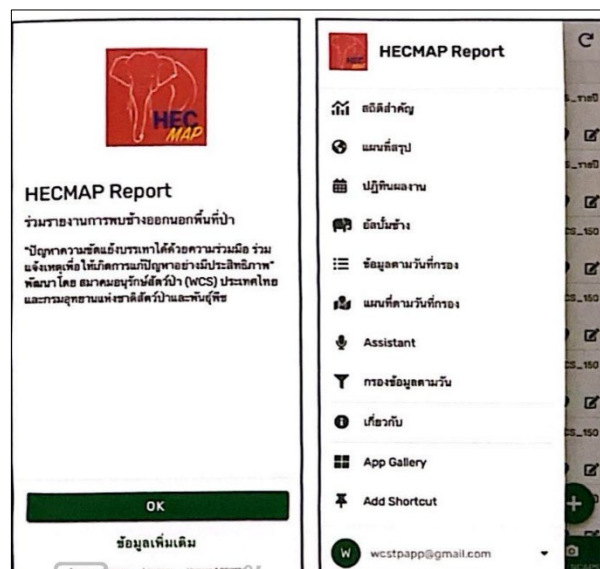 HEC
MAP
HECMAP Report
ร่วมรายงานการพบช้างออกนอกพื้นที่ป่า
"ปัญหาความขัดแย้งบรรเทาได้ด้วยความร่วมมือ ร่วม
แจ้งเหตุเพื่อให้เกิดการแก้ปัญหาอย่างมีประสิทธิภาพ"
พัฒนาโดย สมาคมอนุรักษ์สัตว์ป่า (WCS) ประเทศไทย
และกรมอุทยานแห่งชาติสัตว์ป่าและพันธุ์พืช
OK
ข้อมูลเพิ่มเติม
HECMAP Report
สถิติสำคัญ
แผนที่สรุป
ปฏิทินผลงาน
อัลบั้มช้าง
ข้อมูลตามวันที่กรอง
แผนที่ตามวันที่กรอง
Assistant
กรองข้อมูลตามวัน
เกี่ยวกับ
App Gallery
Add Shortcut
W
wcstpapp@gmail.com
CS_150
CS_150
CS_150
CS_150